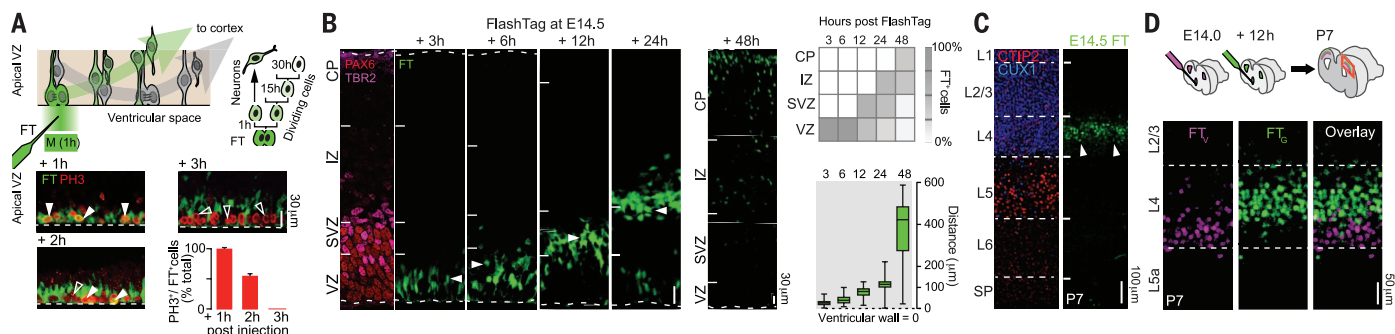 A
to cortex
Apical VZ
FT
M (1h)
Ventricular space
Neurons
30h
15h
1h
FT
Dividing cells
+ 1h
FT PH3
+ 3h
Apical VZ
30 µm
+ 2h
PH3⁺/ FT⁺cells
(% total)
100
50
0
+ 1h 2h 3h
post injection
B
FlashTag at E14.5
+ 3h
+ 6h
+ 12h
+ 24h
+ 48h
PAX6
TBR2
FT
CP
IZ
SVZ
VZ
CP
IZ
SVZ
VZ
30 µm
Hours post FlashTag
3 6 12 24 48
CP
IZ
SVZ
VZ
100%
0%
FT⁺cells
3 6 12 24 48
600
400
200
0
Distance (µm)
Ventricular wall = 0
C
CTIP2
CUX1
E14.5 FT
L1
L2/3
L4
L5
L6
SP
P7
100 µm
D
E14.0 + 12h P7
FTV
FTG
Overlay
L2/3
L4
L5a
P7
50 µm